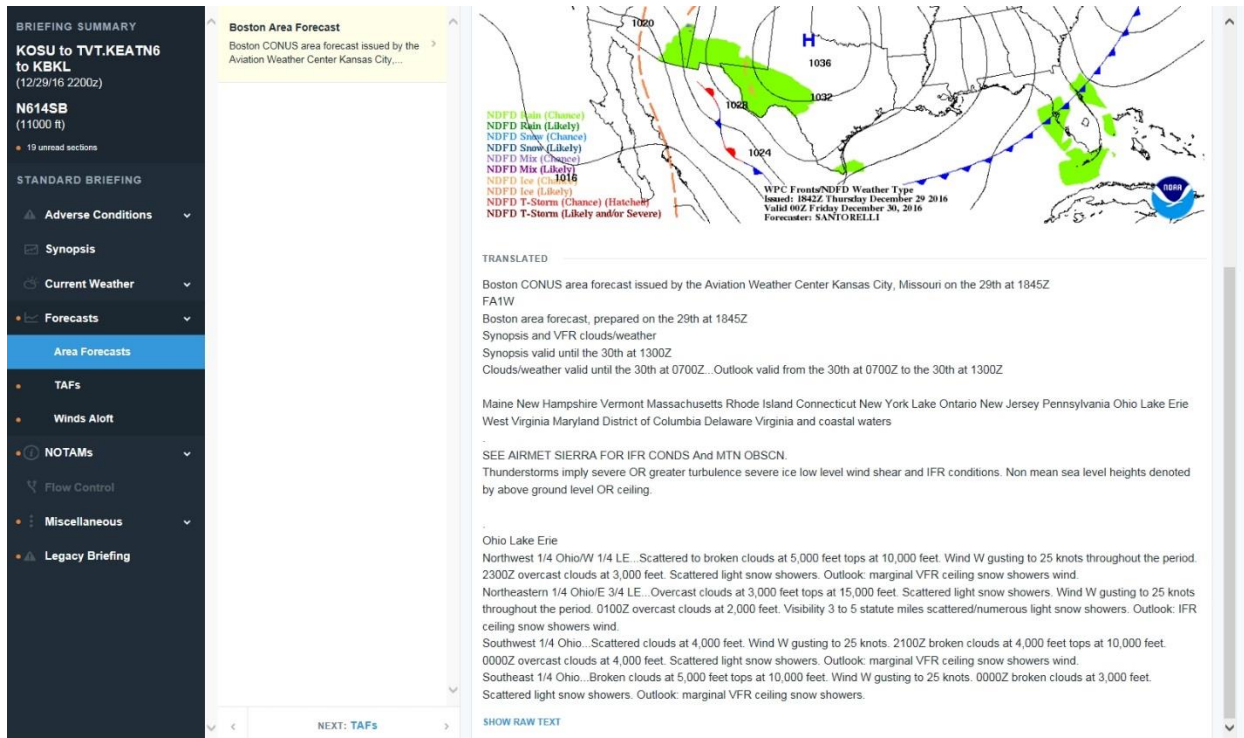 BRIEFING SUMMARY
KOSU to TVT.KEATN6
to KBKL
(12/29/16 2200z)
N614SB
(11000 ft)
19 unread sections
STANDARD BRIEFING
Adverse Conditions
Synopsis
Current Weather
Forecasts
Area Forecasts
TAFs
Winds Aloft
NOTAMs
Flow Control
Miscellaneous
Legacy Briefing
Boston Area Forecast
Boston CONUS area forecast issued by the
Aviation Weather Center Kansas City,...
NEXT: TAFs
1020
H
1036
1032
1028
1024
1016
NDFD Rain (Chance)
NDFD Rain (Likely)
NDFD Snow (Chance)
NDFD Snow (Likely)
NDFD Mix (Chance)
NDFD Mix (Likely)
NDFD Ice (Chance)
NDFD Ice (Likely)
NDFD T-Storm (Chance) (Hatched)
NDFD T-Storm (Likely and/or Severe)
WPC Fronts/NDFD Weather Type
Issued: 1842Z Thursday December 29 2016
Valid 00Z Friday December 30, 2016
Forecaster: SANTORELLI
NOAA
TRANSLATED
Boston CONUS area forecast issued by the Aviation Weather Center Kansas City, Missouri on the 29th at 1845Z
FA1W
Boston area forecast, prepared on the 29th at 1845Z
Synopsis and VFR clouds/weather
Synopsis valid until the 30th at 1300Z
Clouds/weather valid until the 30th at 0700Z...Outlook valid from the 30th at 0700Z to the 30th at 1300Z
Maine New Hampshire Vermont Massachusetts Rhode Island Connecticut New York Lake Ontario New Jersey Pennsylvania Ohio Lake Erie
West Virginia Maryland District of Columbia Delaware Virginia and coastal waters
.
SEE AIRMET SIERRA FOR IFR CONDS And MTN OBSCN.
Thunderstorms imply severe OR greater turbulence severe ice low level wind shear and IFR conditions. Non mean sea level heights denoted
by above ground level OR ceiling.
.
Ohio Lake Erie
Northwest 1/4 Ohio/W 1/4 LE...Scattered to broken clouds at 5,000 feet tops at 10,000 feet. Wind W gusting to 25 knots throughout the period.
2300Z overcast clouds at 3,000 feet. Scattered light snow showers. Outlook: marginal VFR ceiling snow showers wind.
Northeastern 1/4 Ohio/E 3/4 LE...Overcast clouds at 3,000 feet tops at 15,000 feet. Scattered light snow showers. Wind W gusting to 25 knots
throughout the period. 0100Z overcast clouds at 2,000 feet. Visibility 3 to 5 statute miles scattered/numerous light snow showers. Outlook: IFR
ceiling snow showers wind.
Southwest 1/4 Ohio...Scattered clouds at 4,000 feet. Wind W gusting to 25 knots. 2100Z broken clouds at 4,000 feet tops at 10,000 feet.
0000Z overcast clouds at 4,000 feet. Scattered light snow showers. Outlook: marginal VFR ceiling snow showers wind.
Southeast 1/4 Ohio...Broken clouds at 5,000 feet tops at 10,000 feet. Wind W gusting to 25 knots. 0000Z broken clouds at 3,000 feet.
Scattered light snow showers. Outlook: marginal VFR ceiling snow showers.
SHOW RAW TEXT